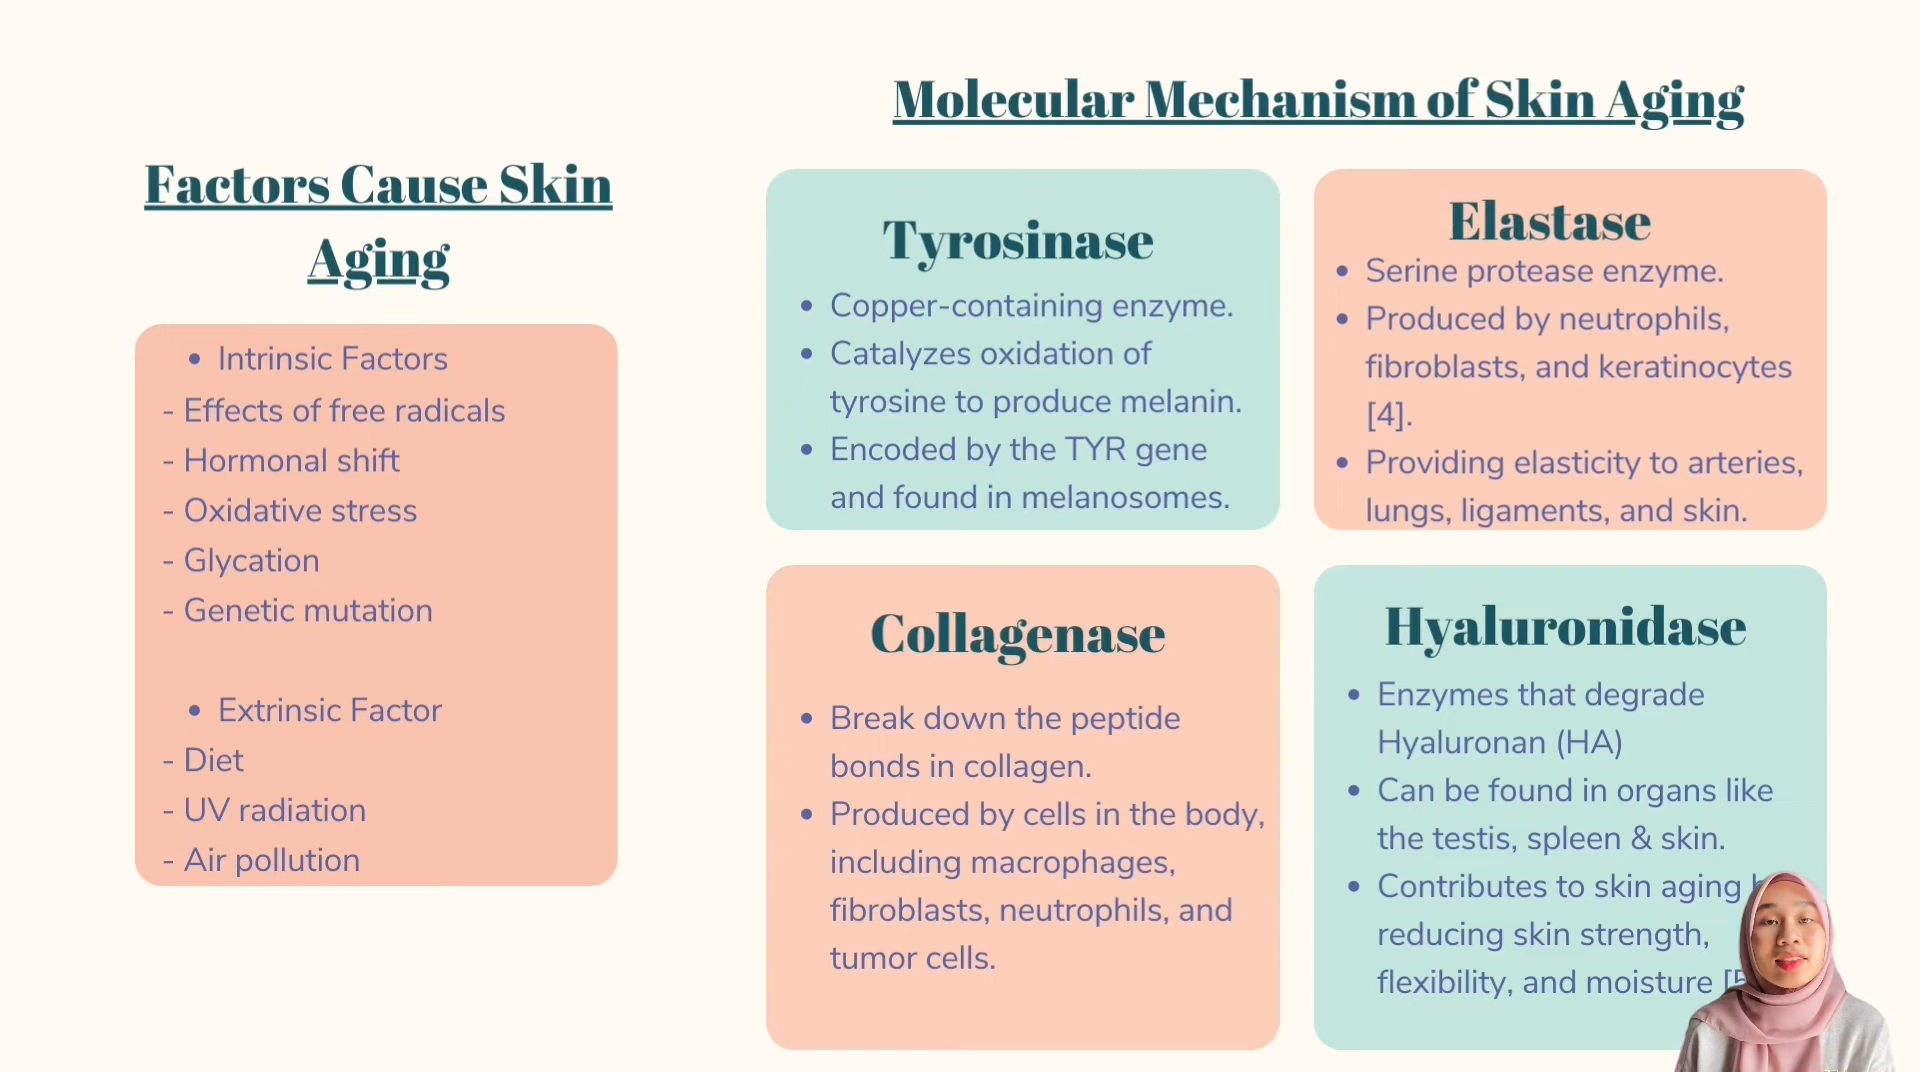 Factors Cause Skin
Aging
• Intrinsic Factors
- Effects of free radicals
- Hormonal shift
- Oxidative stress
- Glycation
- Genetic mutation
• Extrinsic Factor
- Diet
- UV radiation
- Air pollution
Molecular Mechanism of Skin Aging
Tyrosinase
• Copper-containing enzyme.
• Catalyzes oxidation of
tyrosine to produce melanin.
• Encoded by the TYR gene
and found in melanosomes.
Elastase
• Serine protease enzyme.
• Produced by neutrophils,
fibroblasts, and keratinocytes
[4].
• Providing elasticity to arteries,
lungs, ligaments, and skin.
Collagenase
• Break down the peptide
bonds in collagen.
• Produced by cells in the body,
including macrophages,
fibroblasts, neutrophils, and
tumor cells.
Hyaluronidase
• Enzymes that degrade
Hyaluronan (HA)
• Can be found in organs like
the testis, spleen & skin.
• Contributes to skin aging
reducing skin strength,
flexibility, and moisture